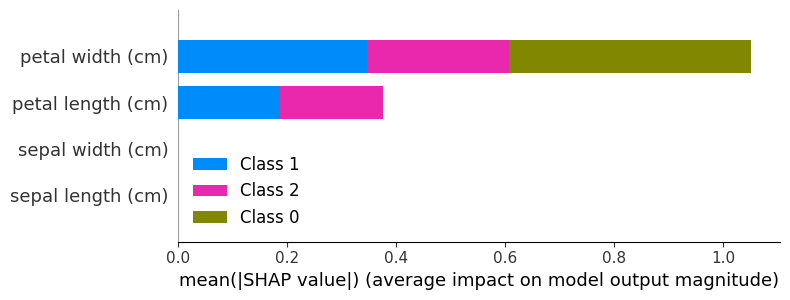 petal width (cm)
petal length (cm)
sepal width (cm)
sepal length (cm)
Class 1
Class 2
Class 0
0.0 0.2 0.4 0.6 0.8 1.0
mean(|SHAP value|) (average impact on model output magnitude)